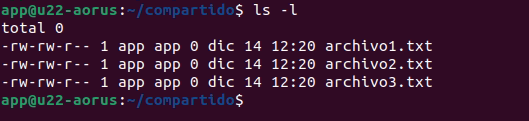 app@u22-aorus:~/compartido$ ls -l
total 0
-rw-rw-r-- 1 app app 0 dic 14 12:20 archivo1.txt
-rw-rw-r-- 1 app app 0 dic 14 12:20 archivo2.txt
-rw-rw-r-- 1 app app 0 dic 14 12:20 archivo3.txt
app@u22-aorus:~/compartido$